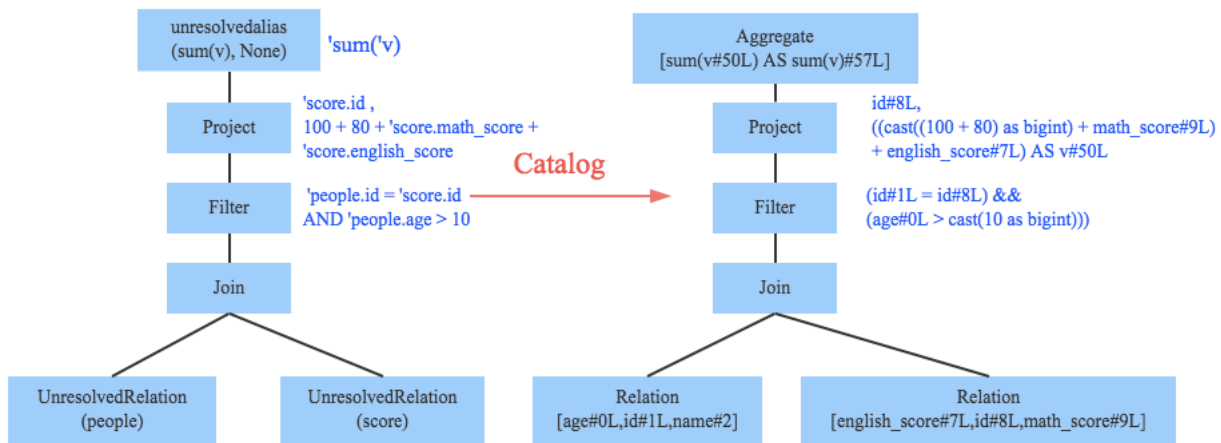 unresolvedalias
(sum(v), None)
'sum('v)
Project
'score.id ,
100 + 80 + 'score.math_score +
'score.english_score
Filter
'people.id = 'score.id
AND 'people.age > 10
Join
UnresolvedRelation
(people)
UnresolvedRelation
(score)
Catalog
Aggregate
[sum(v#50L) AS sum(v)#57L]
Project
id#8L,
((cast((100 + 80) as bigint) + math_score#9L)
+ english_score#7L) AS v#50L
Filter
(id#1L = id#8L) &&
(age#0L > cast(10 as bigint)))
Join
Relation
[age#0L,id#1L,name#2]
Relation
[english_score#7L,id#8L,math_score#9L]